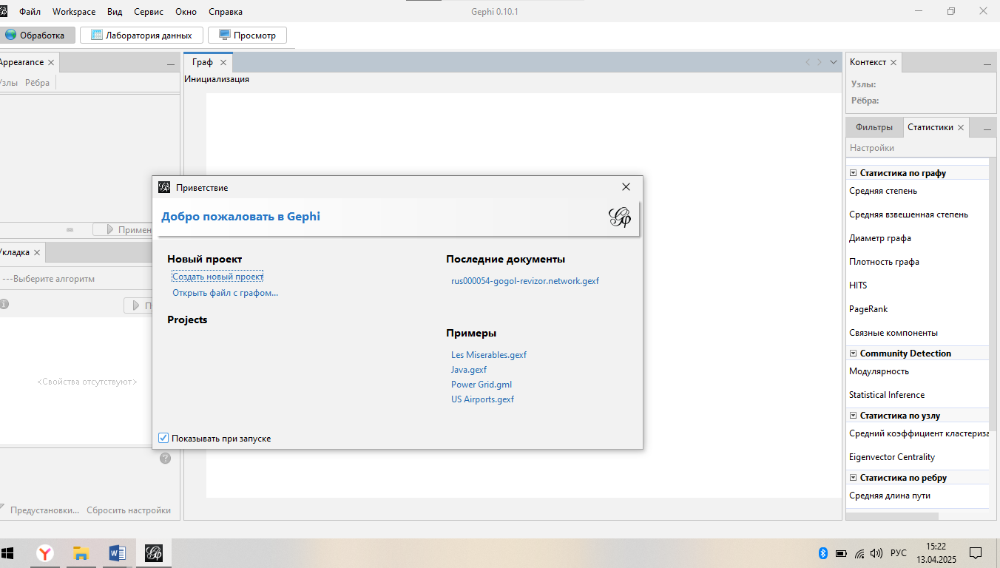 Файл Workspace Вид Сервис Окно Справка Gephi 0.10.1
Обработка Лаборатория данных Просмотр
Appearance
Узлы Рёбра
Граф
Инициализация
Контекст
Узлы:
Рёбра:
Фильтры Статистики
Настройки
Статистика по графу
Средняя степень
Средняя взвешенная степень
Диаметр графа
Плотность графа
HITS
PageRank
Связные компоненты
Community Detection
Модулярность
Statistical Inference
Статистика по узлу
Средний коэффициент кластериза
Eigenvector Centrality
Статистика по ребру
Средняя длина пути
Примен
Укладка
---Выберите алгоритм
П
<Свойства отсутствуют>
Предустановки... Сбросить настройки
Приветствие
Добро пожаловать в Gephi
Новый проект
Создать новый проект
Открыть файл с графом...
Projects
Последние документы
rus000054-gogol-revizor.network.gexf
Примеры
Les Miserables.gexf
Java.gexf
Power Grid.gml
US Airports.gexf
Показывать при запуске
РУС
15:22
13.04.2025